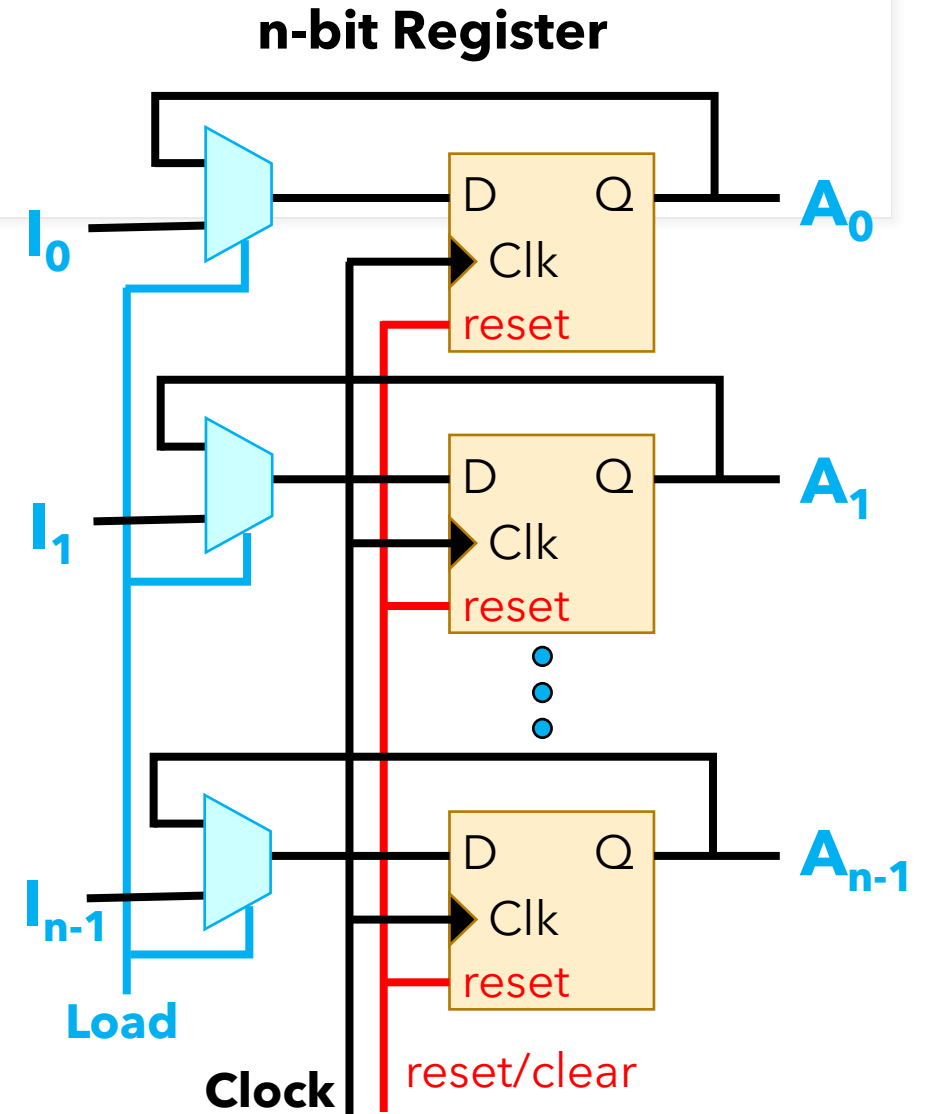 n-bit Register
D Q
I₀ A₀
Clk
reset
D Q
I₁ A₁
Clk
reset
D Q
Iₙ₋₁ Aₙ₋₁
Clk
reset
Load
Clock reset/clear